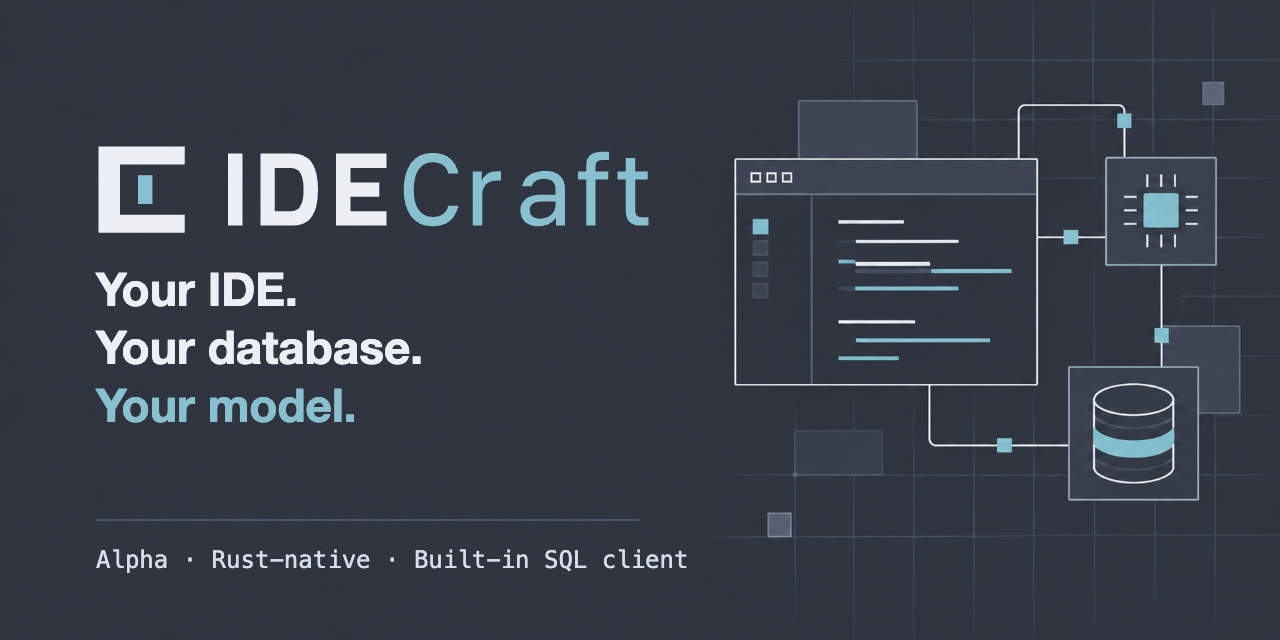 IDECraft
Your IDE.
Your database.
Your model.
Alpha · Rust-native · Built-in SQL client